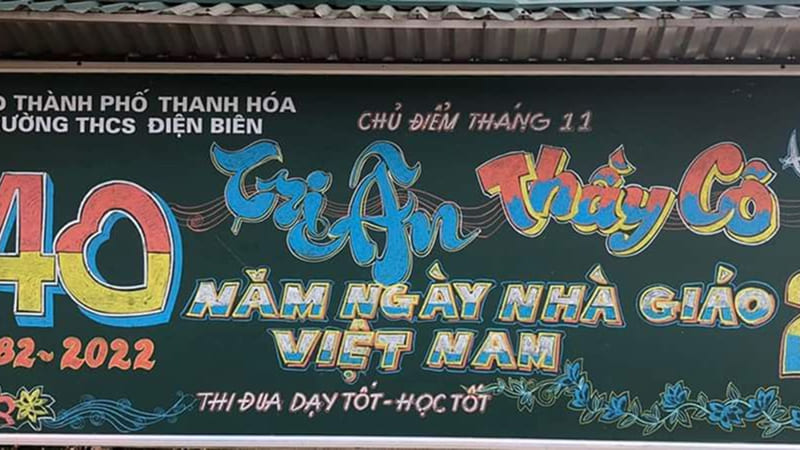 THÀNH PHỐ THANH HÓA
THCS ĐIỆN BIÊN
CHỦ ĐIỂM THÁNG 11
Tri Ân Thầy Cô
40
NĂM NGÀY NHÀ GIÁO
VIỆT NAM
82~2022
THI ĐUA DẠY TỐT-HỌC TỐT